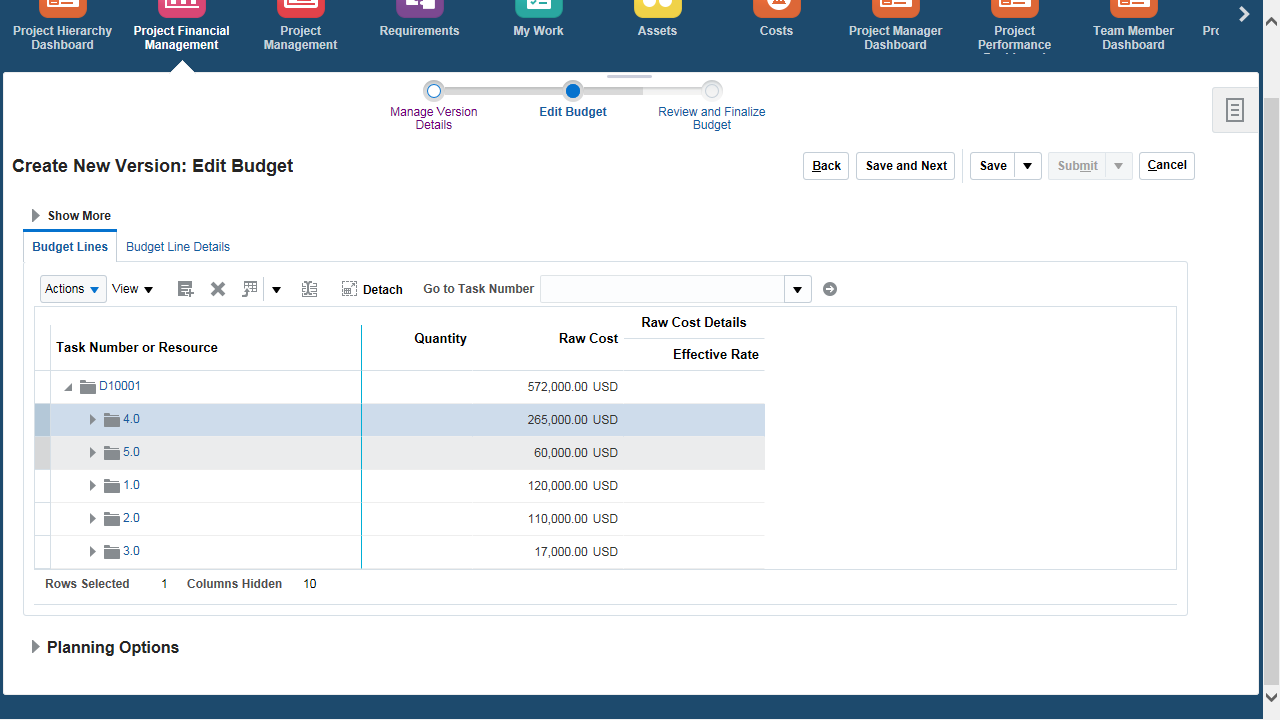 Project Hierarchy
Dashboard
Project Financial
Management
Project
Management
Requirements
My Work
Assets
Costs
Project Manager
Dashboard
Project
Performance
Team Member
Dashboard
Manage Version
Details
Edit Budget
Review and Finalize
Budget
Create New Version: Edit Budget
Back
Save and Next
Save
Submit
Cancel
Show More
Budget Lines
Budget Line Details
Actions
View
Detach
Go to Task Number
Task Number or Resource
Quantity
Raw Cost
Raw Cost Details
Effective Rate
D10001 572,000.00 USD
4.0 265,000.00 USD
5.0 60,000.00 USD
1.0 120,000.00 USD
2.0 110,000.00 USD
3.0 17,000.00 USD
Rows Selected 1 Columns Hidden 10
Planning Options